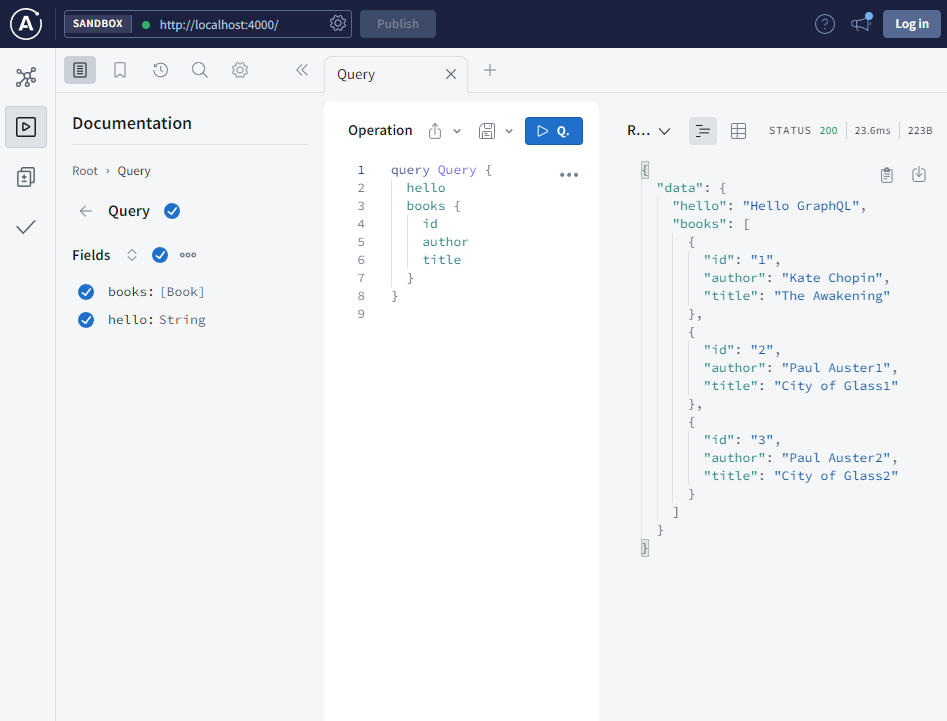 SANDBOX http://localhost:4000/ Publish Log in
Query
Documentation
Root › Query
Query
Fields
books: [Book]
hello: String
Operation Q.
1 query Query {
2 hello
3 books {
4 id
5 author
6 title
7 }
8 }
9
R... STATUS 200 23.6ms 223B
{
"data": {
"hello": "Hello GraphQL",
"books": [
{
"id": "1",
"author": "Kate Chopin",
"title": "The Awakening"
},
{
"id": "2",
"author": "Paul Auster1",
"title": "City of Glass1"
},
{
"id": "3",
"author": "Paul Auster2",
"title": "City of Glass2"
}
]
}
}